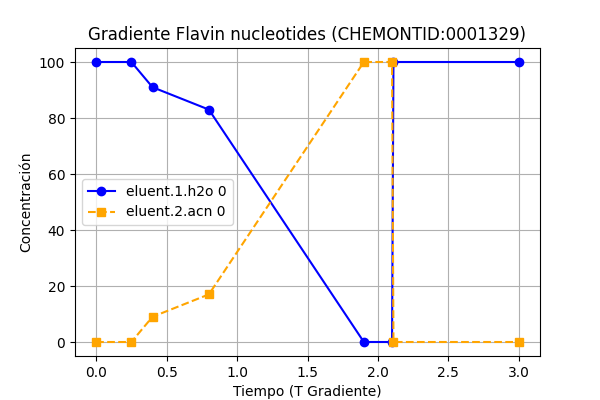 Gradiente Flavin nucleotides (CHEMONTID:0001329)
Concentración
100
80
60
40
20
0
eluent.1.h2o 0
eluent.2.acn 0
0.0 0.5 1.0 1.5 2.0 2.5 3.0
Tiempo (T Gradiente)